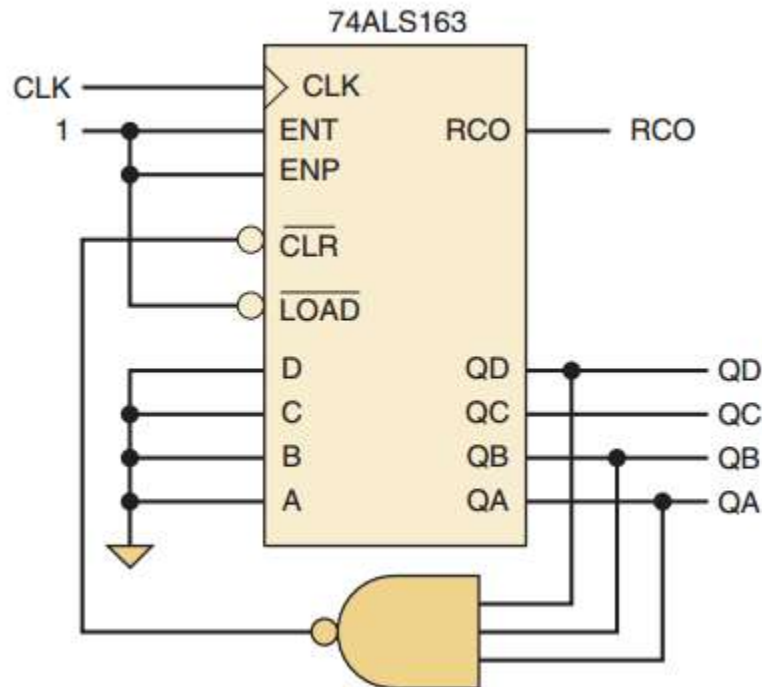 74ALS163
CLK CLK
1 ENT RCO RCO
ENP
CLR
LOAD
D QD QD
C QC QC
B QB QB
A QA QA